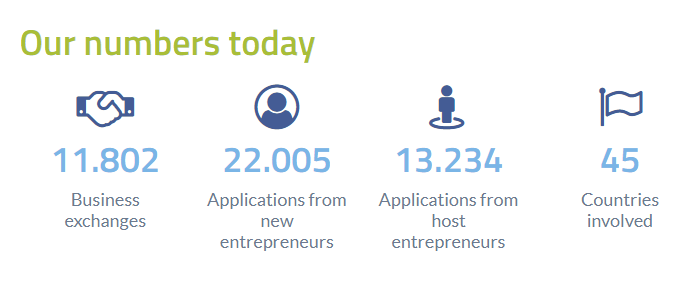 Our numbers today
11.802
22.005
13.234
45
Business
exchanges
Applications from
new
entrepreneurs
Applications from
host
entrepreneurs
Countries
involved